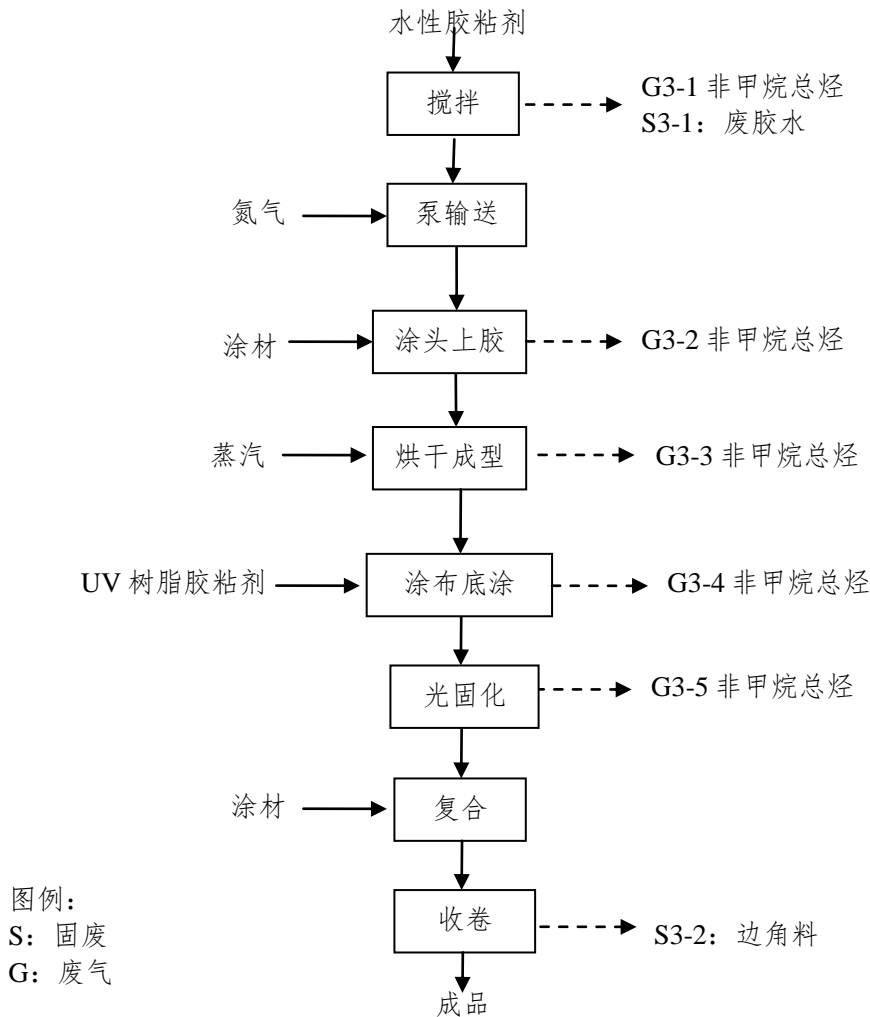 水性胶粘剂
搅拌
G3-1 非甲烷总烃
S3-1：废胶水
氮气
泵输送
涂材
涂头上胶
G3-2 非甲烷总烃
蒸汽
烘干成型
G3-3 非甲烷总烃
UV 树脂胶粘剂
涂布底涂
G3-4 非甲烷总烃
光固化
G3-5 非甲烷总烃
涂材
复合
收卷
S3-2：边角料
成品
图例：
S：固废
G：废气